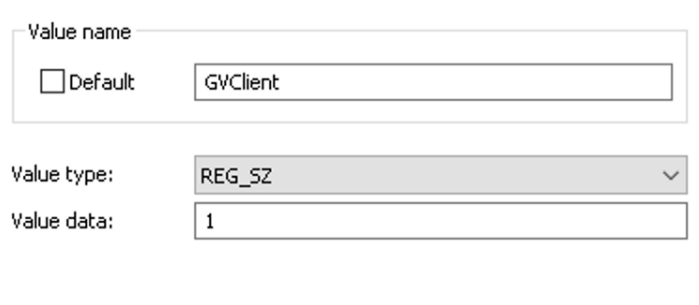 Value name
Default
GVClient
Value type:
REG_SZ
Value data:
1